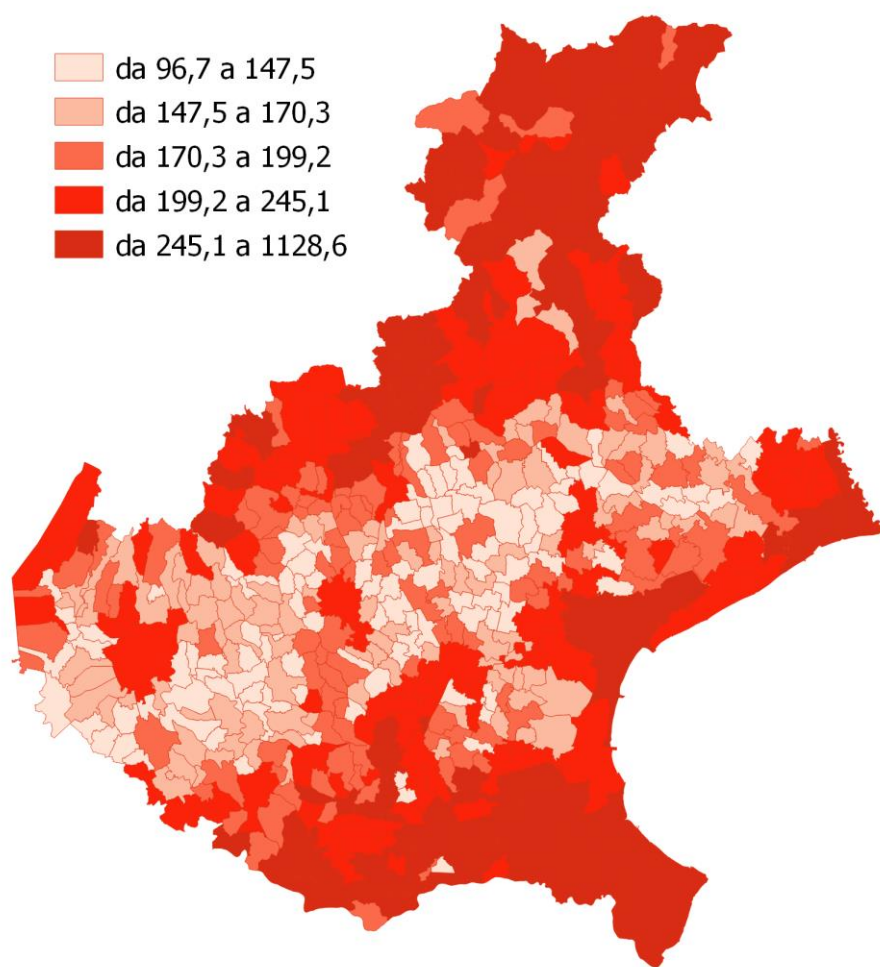 da 96,7 a 147,5
da 147,5 a 170,3
da 170,3 a 199,2
da 199,2 a 245,1
da 245,1 a 1128,6